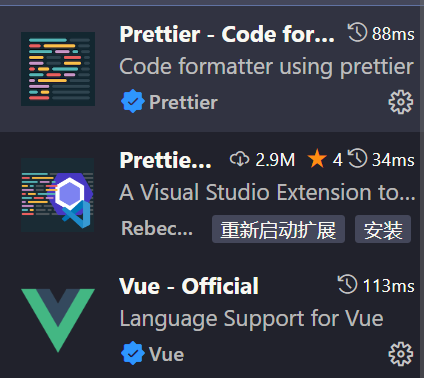 Prettier - Code for... 88ms
Code formatter using prettier
Prettier
Prettie... 2.9M 4 34ms
A Visual Studio Extension to...
Rebec... 重新启动扩展 安装
Vue - Official 113ms
Language Support for Vue
Vue